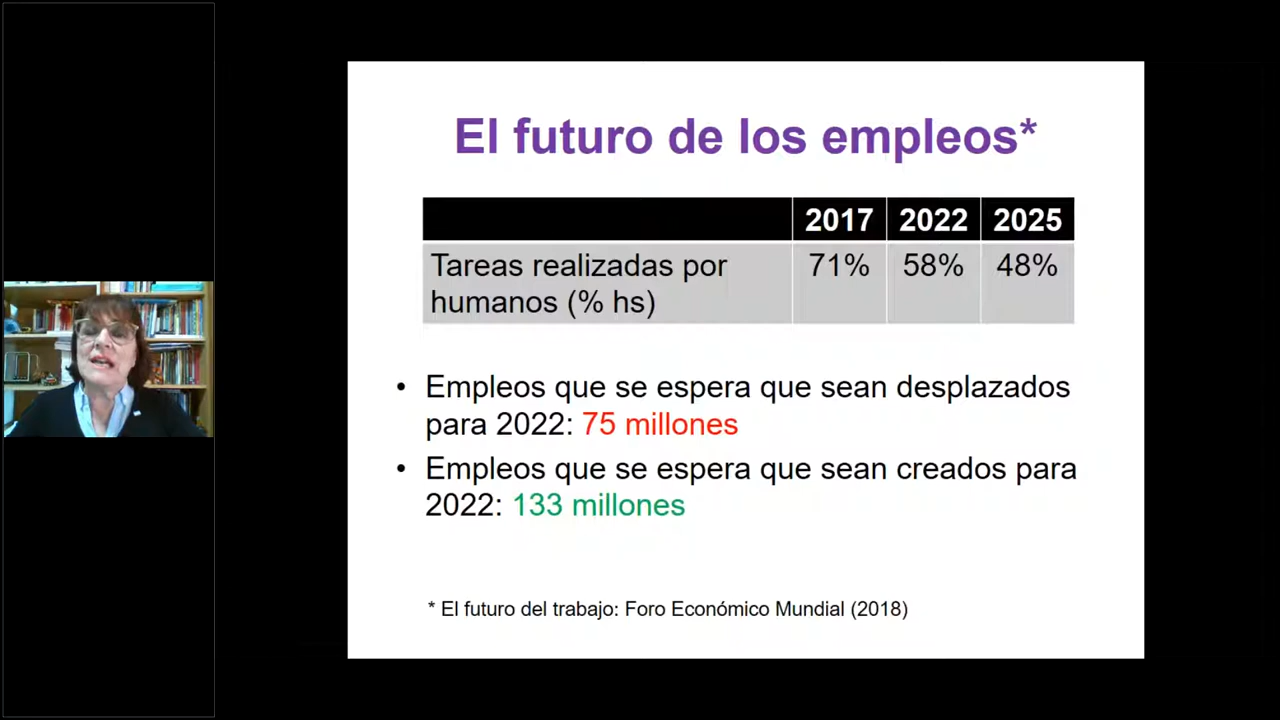 El futuro de los empleos*
2017 2022 2025
Tareas realizadas por 71% 58% 48%
humanos (% hs)
• Empleos que se espera que sean desplazados
para 2022: 75 millones
• Empleos que se espera que sean creados para
2022: 133 millones
* El futuro del trabajo: Foro Económico Mundial (2018)